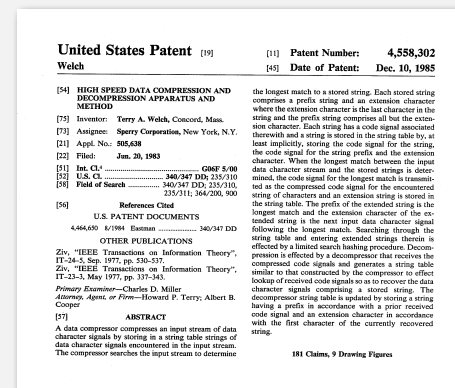 United States Patent [19]
Welch
[11] Patent Number: 4,558,302
[45] Date of Patent: Dec. 10, 1985
[54] HIGH SPEED DATA COMPRESSION AND
DECOMPRESSION APPARATUS AND
METHOD
[75] Inventor: Terry A. Welch, Concord, Mass.
[73] Assignee: Sperry Corporation, New York, N.Y.
[21] Appl. No.: 505,638
[22] Filed: Jun. 20, 1983
[51] Int. Cl.⁴ ........................ G06F 5/00
[52] U.S. Cl. ........................ 340/347 DD; 235/310
[58] Field of Search ............ 340/347 DD; 235/310,
235/311; 364/200, 900
[56] References Cited
U.S. PATENT DOCUMENTS
4,464,650 8/1984 Eastman .................. 340/347 DD
OTHER PUBLICATIONS
Ziv, "IEEE Transactions on Information Theory",
IT-24-5, Sep. 1977, pp. 530-537.
Ziv, "IEEE Transactions on Information Theory",
IT-23-3, May 1977, pp. 337-343.
Primary Examiner—Charles D. Miller
Attorney, Agent, or Firm—Howard P. Terry; Albert B.
Cooper
[57] ABSTRACT
A data compressor compresses an input stream of data
character signals by storing in a string table strings of
data character signals encountered in the input stream.
The compressor searches the input stream to determine
the longest match to a stored string. Each stored string
comprises a prefix string and an extension character
where the extension character is the last character in the
string and the prefix string comprises all but the exten-
sion character. Each string has a code signal associated
therewith and a string is stored in the string table by, at
least implicitly, storing the code signal for the string,
the code signal for the string prefix and the extension
character. When the longest match between the input
data character stream and the stored strings is deter-
mined, the code signal for the longest match is transmit-
ted as the compressed code signal for the encountered
string of characters and an extension string is stored in
the string table. The prefix of the extended string is the
longest match and the extension character of the ex-
tended string is the next input data character signal
following the longest match. Searching through the
string table and entering extended strings therein is
effected by a limited search hashing procedure. Decom-
pression is effected by a decompressor that receives the
compressed code signals and generates a string table
similar to that constructed by the compressor to effect
lookup of received code signals so as to recover the data
character signals comprising a stored string. The
decompressor string table is updated by storing a string
having a prefix in accordance with a prior received
code signal and an extension character in accordance
with the first character of the currently recovered
string.
181 Claims, 9 Drawing Figures